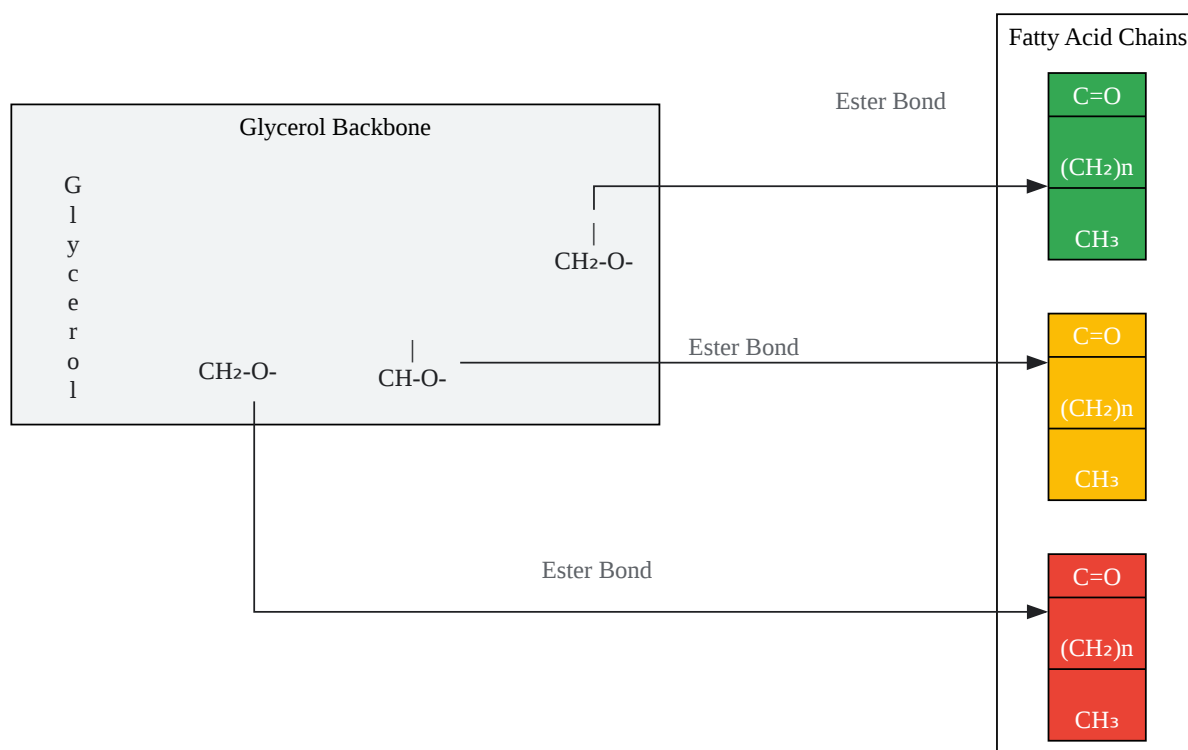 Fatty Acid Chains
C=O
Ester Bond
Glycerol Backbone
(CH₂)n
G
l
y
c
e
r
o
l
|
CH₂-O-
CH₃
C=O
|
Ester Bond
CH₂-O-
CH-O-
(CH₂)n
CH₃
Ester Bond
C=O
(CH₂)n
CH₃